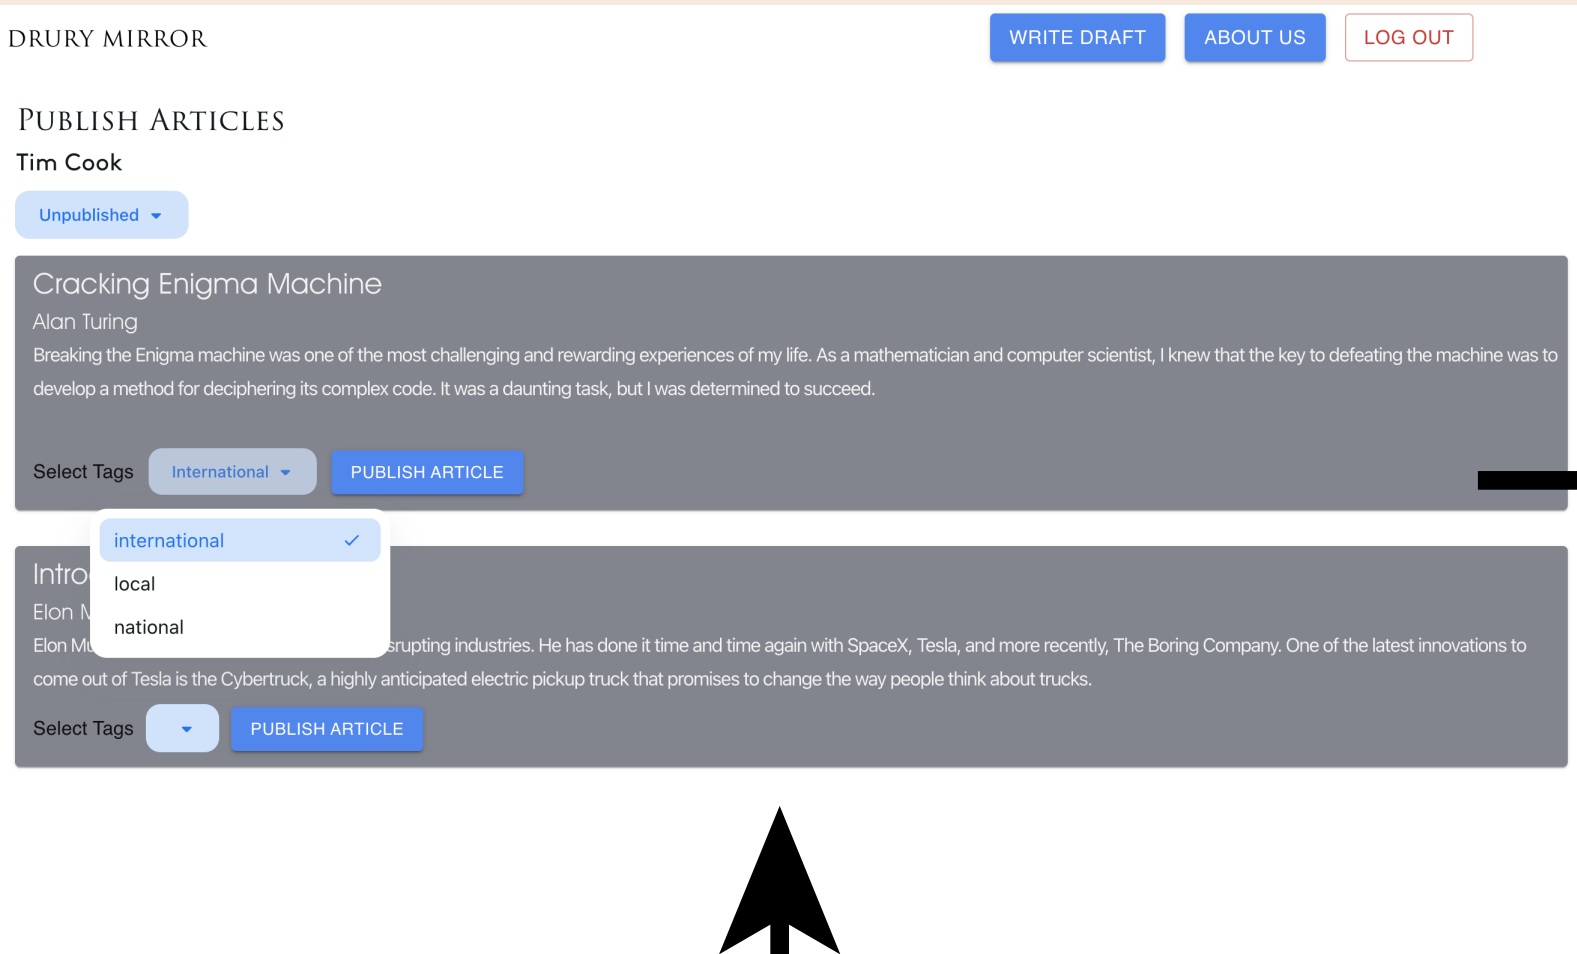 DRURY MIRROR
WRITE DRAFT
ABOUT US
LOG OUT
PUBLISH ARTICLES
Tim Cook
Unpublished
Cracking Enigma Machine
Alan Turing
Breaking the Enigma machine was one of the most challenging and rewarding experiences of my life. As a mathematician and computer scientist, I knew that the key to defeating the machine was to
develop a method for deciphering its complex code. It was a daunting task, but I was determined to succeed.
Select Tags
International
PUBLISH ARTICLE
international
local
national
Elon
Elon srupting industries. He has done it time and time again with SpaceX, Tesla, and more recently, The Boring Company. One of the latest innovations to
come out of Tesla is the Cybertruck, a highly anticipated electric pickup truck that promises to change the way people think about trucks.
Select Tags
PUBLISH ARTICLE